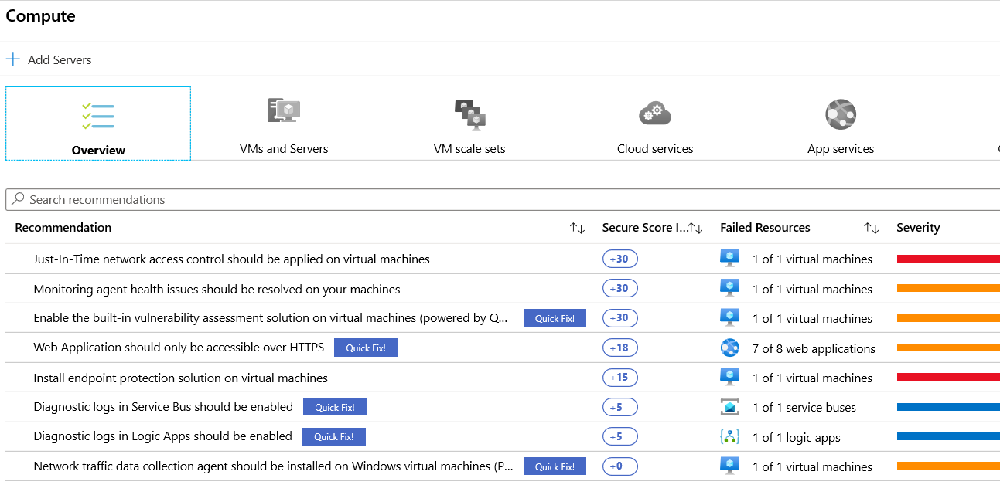 Compute
Add Servers
Overview
VMs and Servers
VM scale sets
Cloud services
App services
Search recommendations
Recommendation Secure Score I... Failed Resources Severity
Just-In-Time network access control should be applied on virtual machines +30 1 of 1 virtual machines
Monitoring agent health issues should be resolved on your machines +30 1 of 1 virtual machines
Enable the built-in vulnerability assessment solution on virtual machines (powered by Q... Quick Fix! +30 1 of 1 virtual machines
Web Application should only be accessible over HTTPS Quick Fix! +18 7 of 8 web applications
Install endpoint protection solution on virtual machines +15 1 of 1 virtual machines
Diagnostic logs in Service Bus should be enabled Quick Fix! +5 1 of 1 service buses
Diagnostic logs in Logic Apps should be enabled Quick Fix! +5 1 of 1 logic apps
Network traffic data collection agent should be installed on Windows virtual machines (P... Quick Fix! +0 1 of 1 virtual machines